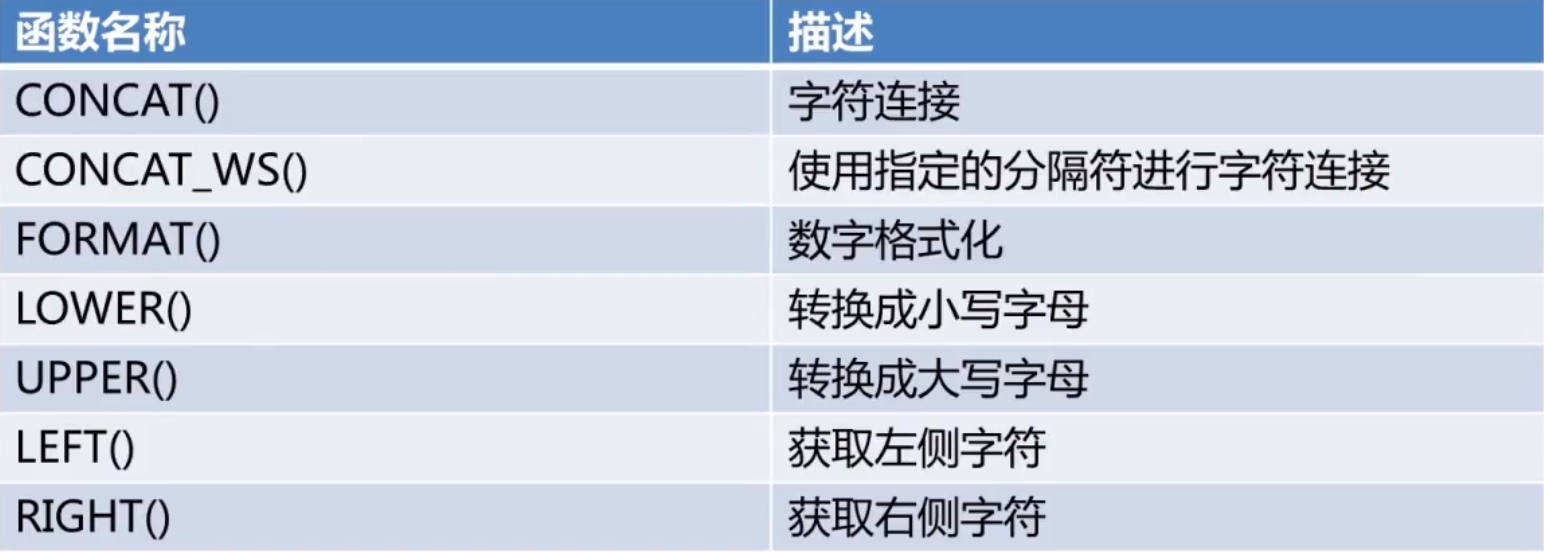 函数名称 描述
CONCAT() 字符连接
CONCAT_WS() 使用指定的分隔符进行字符连接
FORMAT() 数字格式化
LOWER() 转换成小写字母
UPPER() 转换成大写字母
LEFT() 获取左侧字符
RIGHT() 获取右侧字符